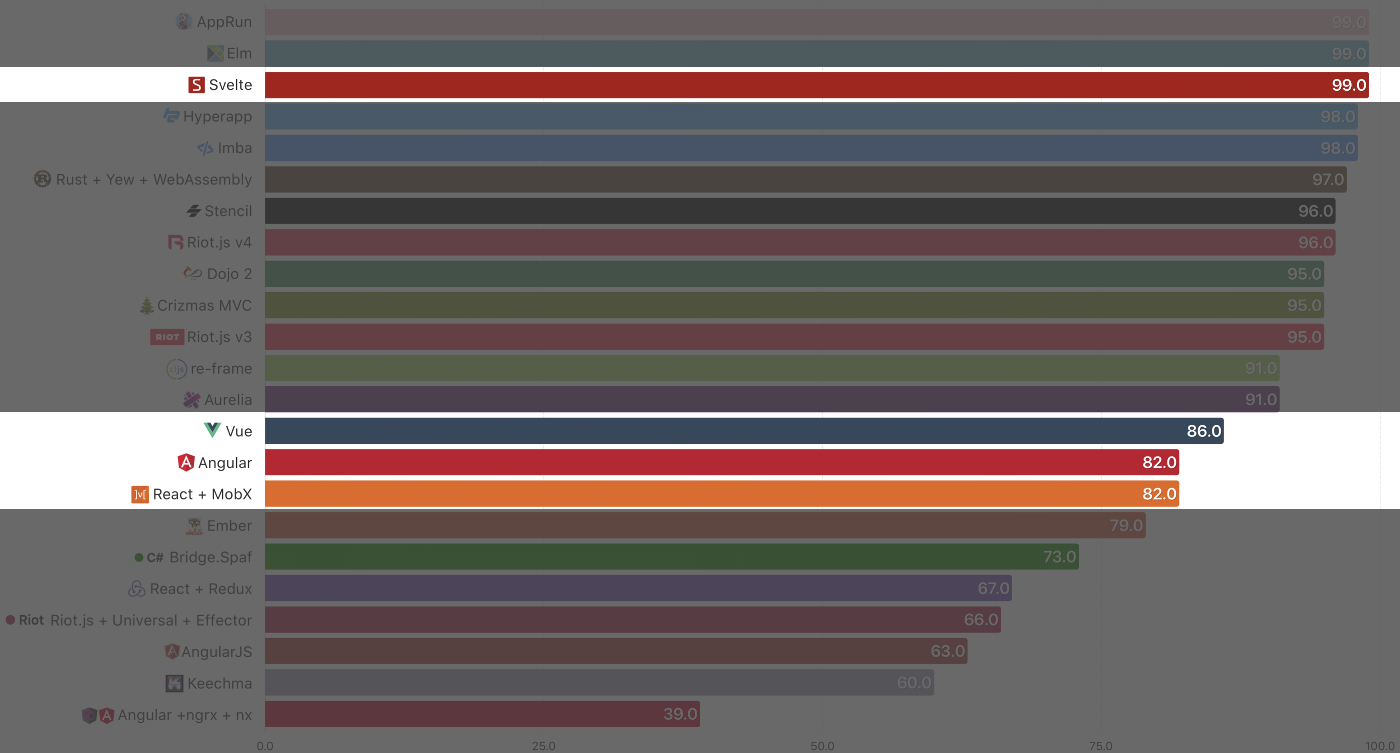 AppRun 99.0
Elm 99.0
S Svelte 99.0
Hyperapp 98.0
Imba 98.0
Rust + Yew + WebAssembly 97.0
Stencil 96.0
Riot.js v4 96.0
Dojo 2 95.0
Crizmas MVC 95.0
RIOT Riot.js v3 95.0
re-frame 91.0
Aurelia 91.0
Vue 86.0
A Angular 82.0
]M[ React + MobX 82.0
Ember 79.0
C# Bridge.Spaf 73.0
React + Redux 67.0
Riot Riot.js + Universal + Effector 66.0
A AngularJS 63.0
Keechma 60.0
A Angular +ngrx + nx 39.0
0.0 25.0 50.0 75.0 100.0